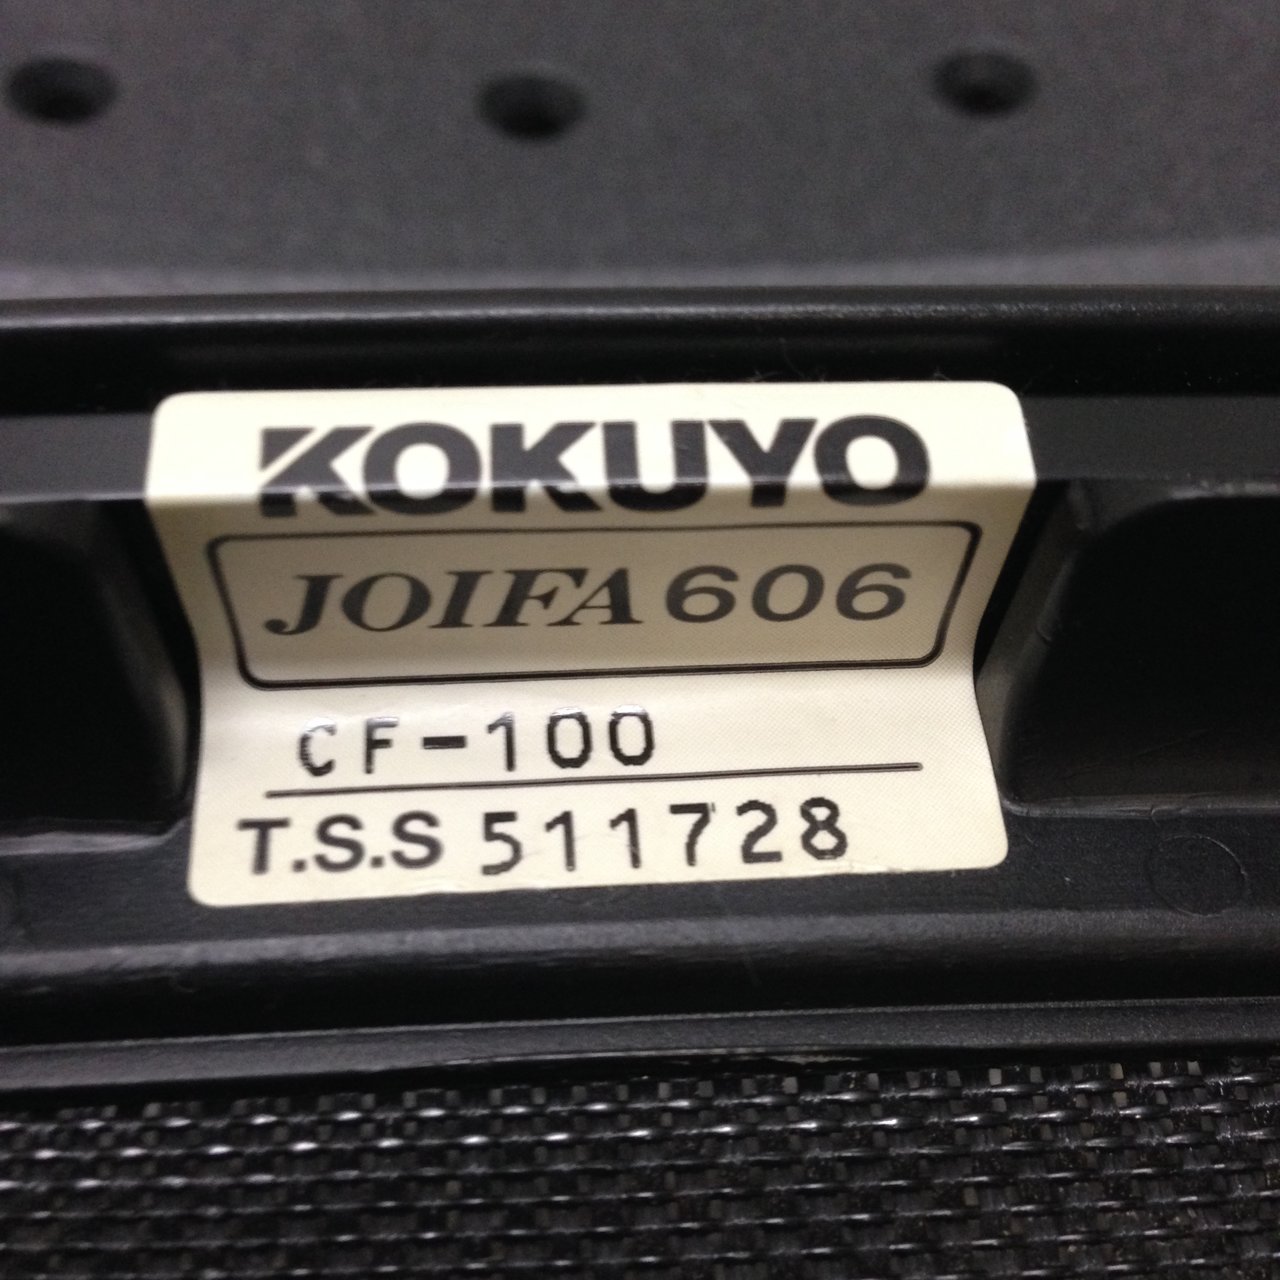 KOKUYO
JOIFA606
CF-100
T.S.S 511728